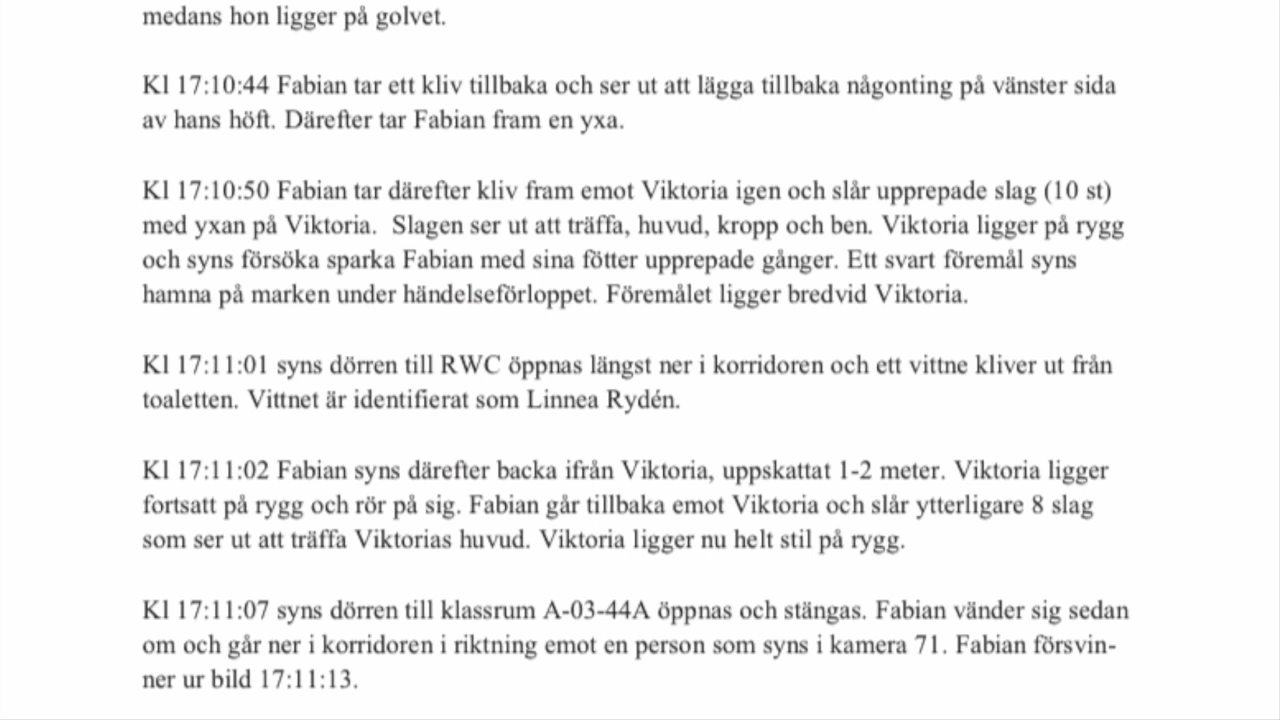 medans hon ligger på golvet.
Kl 17:10:44 Fabian tar ett kliv tillbaka och ser ut att lägga tillbaka någonting på vänster sida
av hans höft. Därefter tar Fabian fram en yxa.
Kl 17:10:50 Fabian tar därefter kliv fram emot Viktoria igen och slår upprepade slag (10 st)
med yxan på Viktoria.  Slagen ser ut att träffa, huvud, kropp och ben. Viktoria ligger på rygg
och syns försöka sparka Fabian med sina fötter upprepade gånger. Ett svart föremål syns
hamna på marken under händelseförloppet. Föremålet ligger bredvid Viktoria.
Kl 17:11:01 syns dörren till RWC öppnas längst ner i korridoren och ett vittne kliver ut från
toaletten. Vittnet är identifierat som Linnea Rydén.
Kl 17:11:02 Fabian syns därefter backa ifrån Viktoria, uppskattat 1-2 meter. Viktoria ligger
fortsatt på rygg och rör på sig. Fabian går tillbaka emot Viktoria och slår ytterligare 8 slag
som ser ut att träffa Viktorias huvud. Viktoria ligger nu helt stil på rygg.
Kl 17:11:07 syns dörren till klassrum A-03-44A öppnas och stängas. Fabian vänder sig sedan
om och går ner i korridoren i riktning emot en person som syns i kamera 71. Fabian försvin-
ner ur bild 17:11:13.